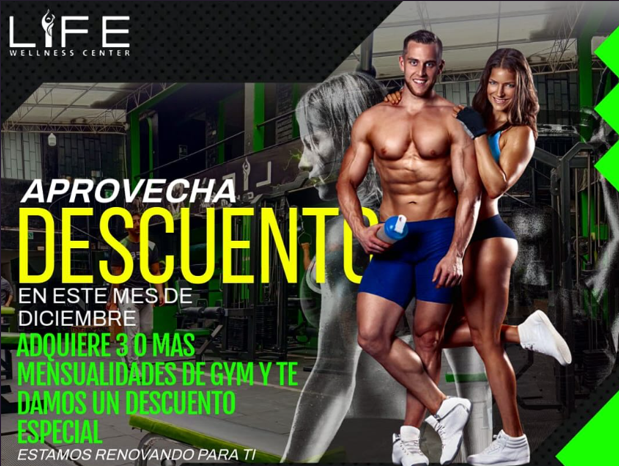 LIFE
WELLNESS CENTER
APROVECHA
DESCUENTO
EN ESTE MES DE
DICIEMBRE
ADQUIERE 3 O MAS
MENSUALIDADES DE GYM Y TE
DAMOS UN DESCUENTO
ESPECIAL
ESTAMOS RENOVANDO PARA TI